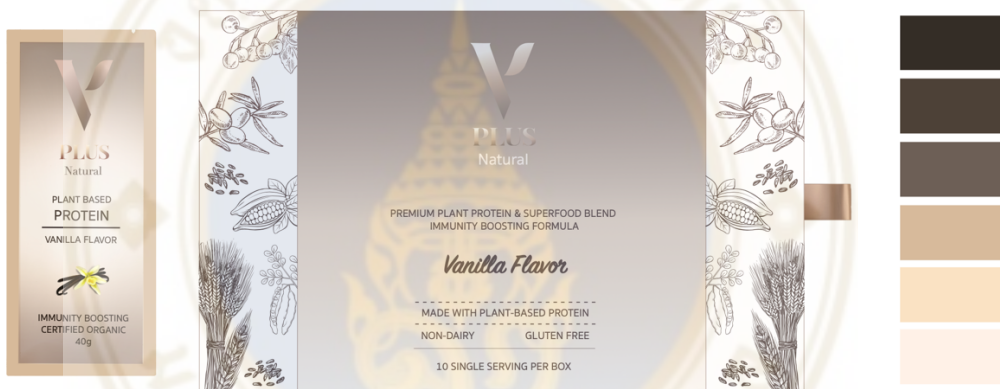 V
PLUS
Natural
PLANT BASED
PROTEIN
VANILLA FLAVOR
IMMUNITY BOOSTING
CERTIFIED ORGANIC
40g
V
PLUS
Natural
PREMIUM PLANT PROTEIN & SUPERFOOD BLEND
IMMUNITY BOOSTING FORMULA
Vanilla Flavor
MADE WITH PLANT-BASED PROTEIN
NON-DAIRY GLUTEN FREE
10 SINGLE SERVING PER BOX